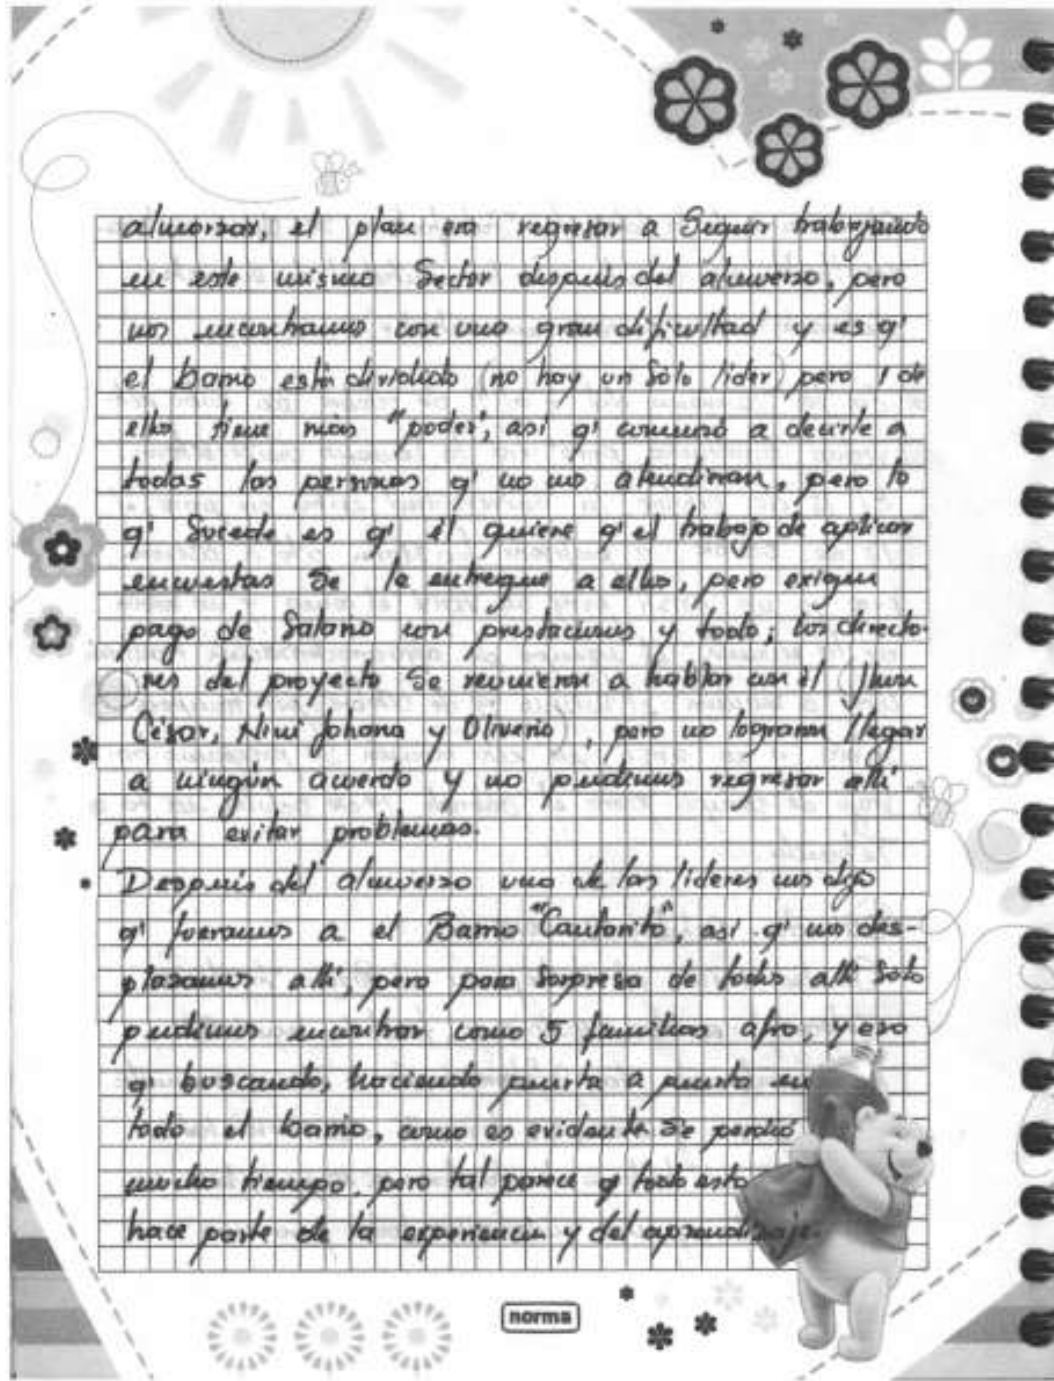 almorzar, el plan era regresar a Seguir trabajando
en este mismo Sector después del almuerzo, pero
nos encontramos con una gran dificultad y es q'
el barrio está dividido (no hay un Sólo líder) pero 1 de
ellos tiene más "poder", así q' comenzó a decirle a
todas las personas q' no nos atendieran, pero lo
q' Sucede es q' él quiere q' el trabajo de aplicar
encuestas Se le entregue a ellos, pero exigen
pago de Salario con prestaciones y todo; los directo-
res del proyecto Se reunieron a hablar con él (Jhon
César, Nini Johana y Oliverio), pero no lograron llegar
a ningún acuerdo y no pudimos regresar allí
para evitar problemas.
Después del almuerzo uno de los líderes nos dijo
q' fueramos a el Barrio "Cantarito", así q' nos des-
plazamos allí, pero para Sorpresa de todos allí Sólo
pudimos encontrar como 5 familias afro, y eso
q' buscando, haciendo puerta a puerta en
todo el barrio, como es evidente Se perdió
mucho tiempo, pero tal parece q todo esto
hace parte de la experiencia y del aprendizaje.
norma